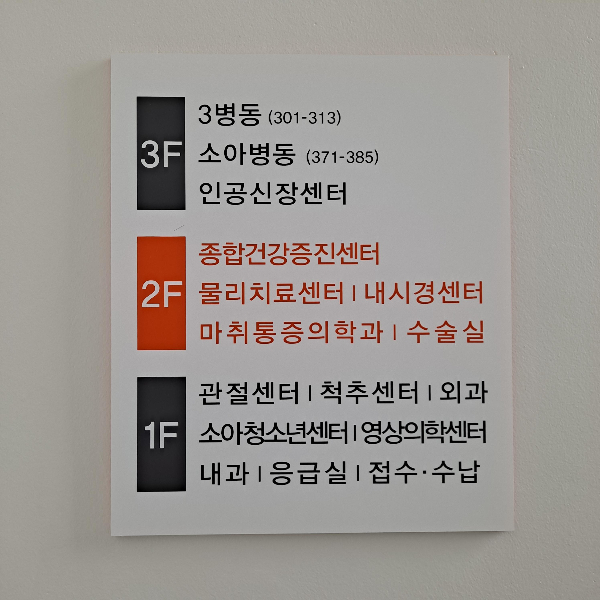 3F
3병동 (301-313)
소아병동 (371-385)
인공신장센터
2F
종합건강증진센터
물리치료센터 | 내시경센터
마취통증의학과 | 수술실
1F
관절센터 | 척추센터 | 외과
소아청소년센터 | 영상의학센터
내과 | 응급실 | 접수·수납